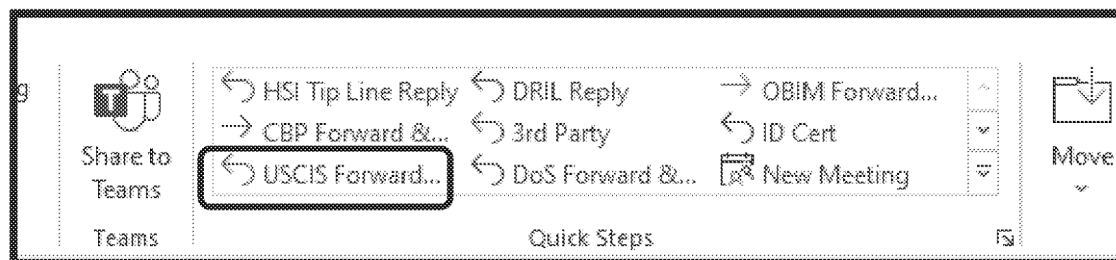 g
HSI Tip Line Reply DRIL Reply OBIM Forward...
CBP Forward &... 3rd Party ID Cert
USCIS Forward... DoS Forward &... New Meeting
Share to
Teams
Move
Teams Quick Steps